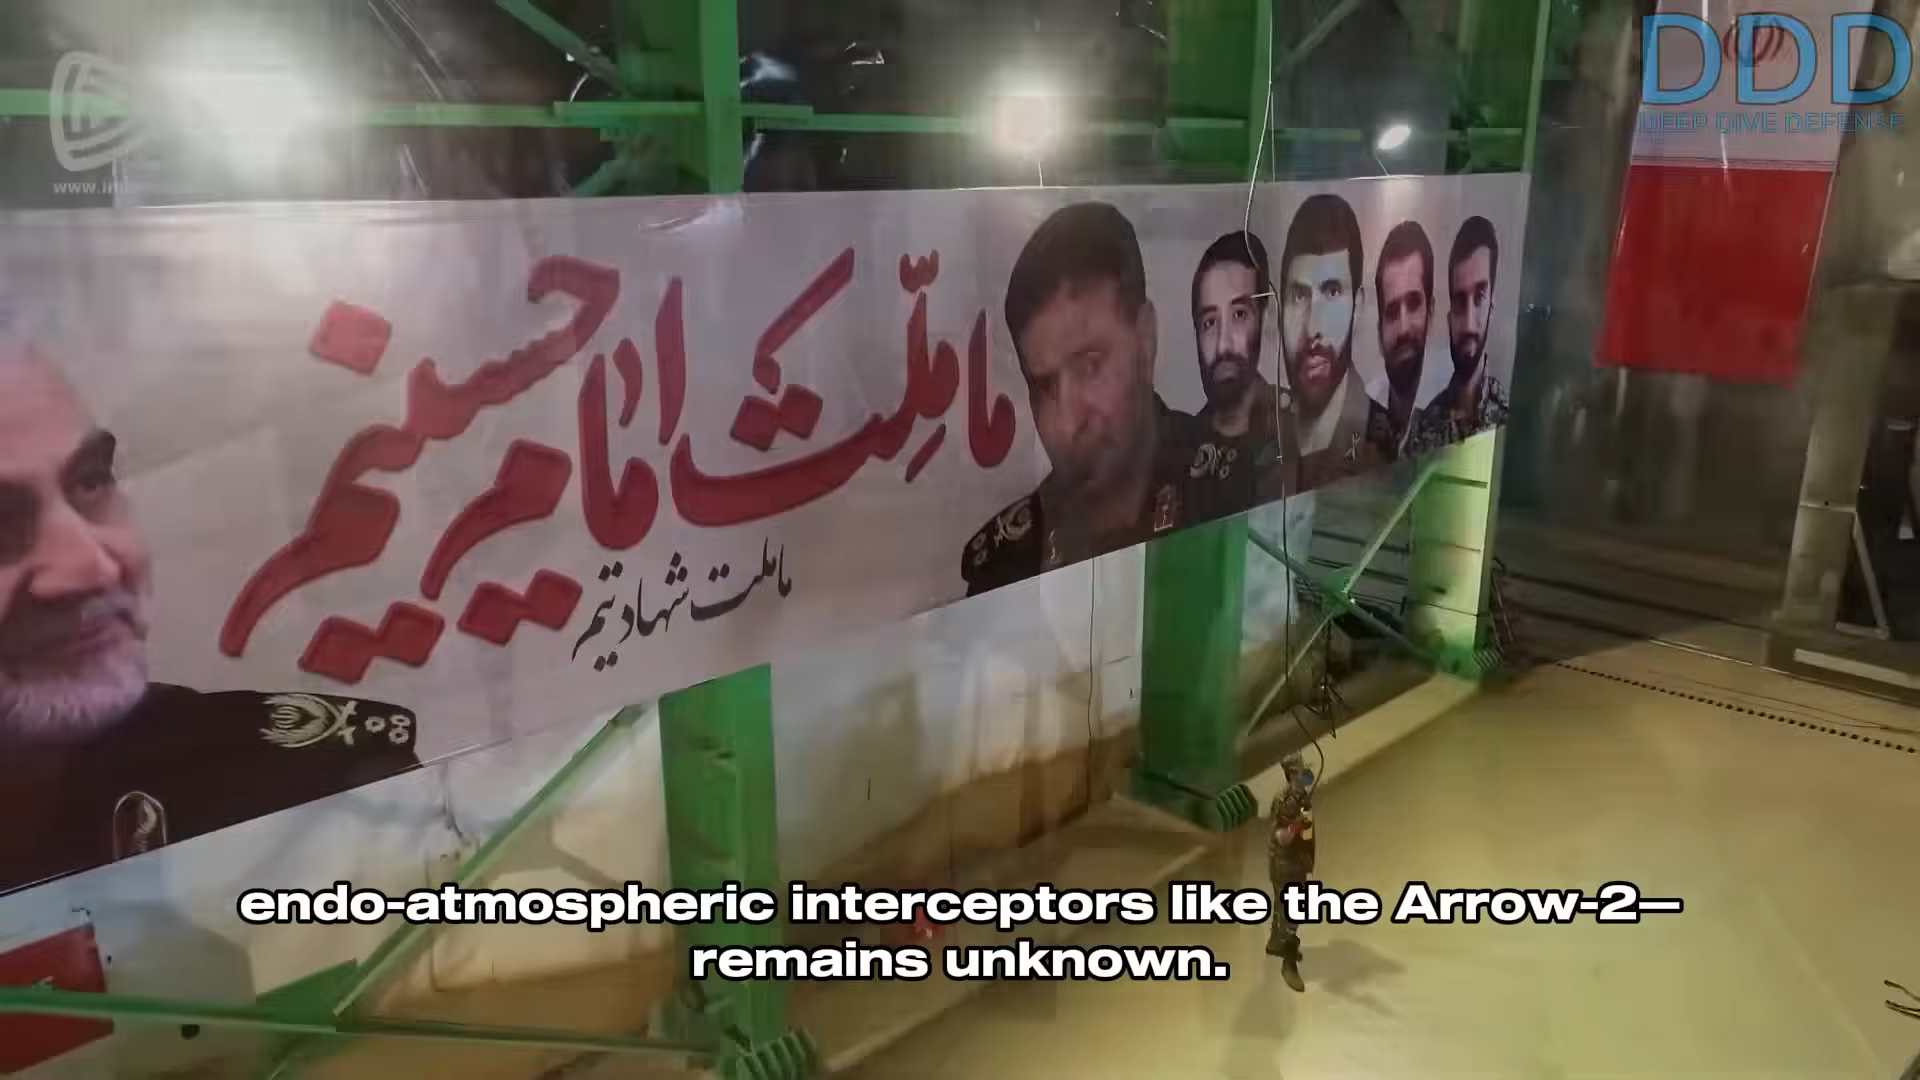 DDD
DEEP DIVE DEFENSE
ما ملّت امام حسینیم
ما ملت شهادتیم
endo-atmospheric interceptors like the Arrow-2—
remains unknown.